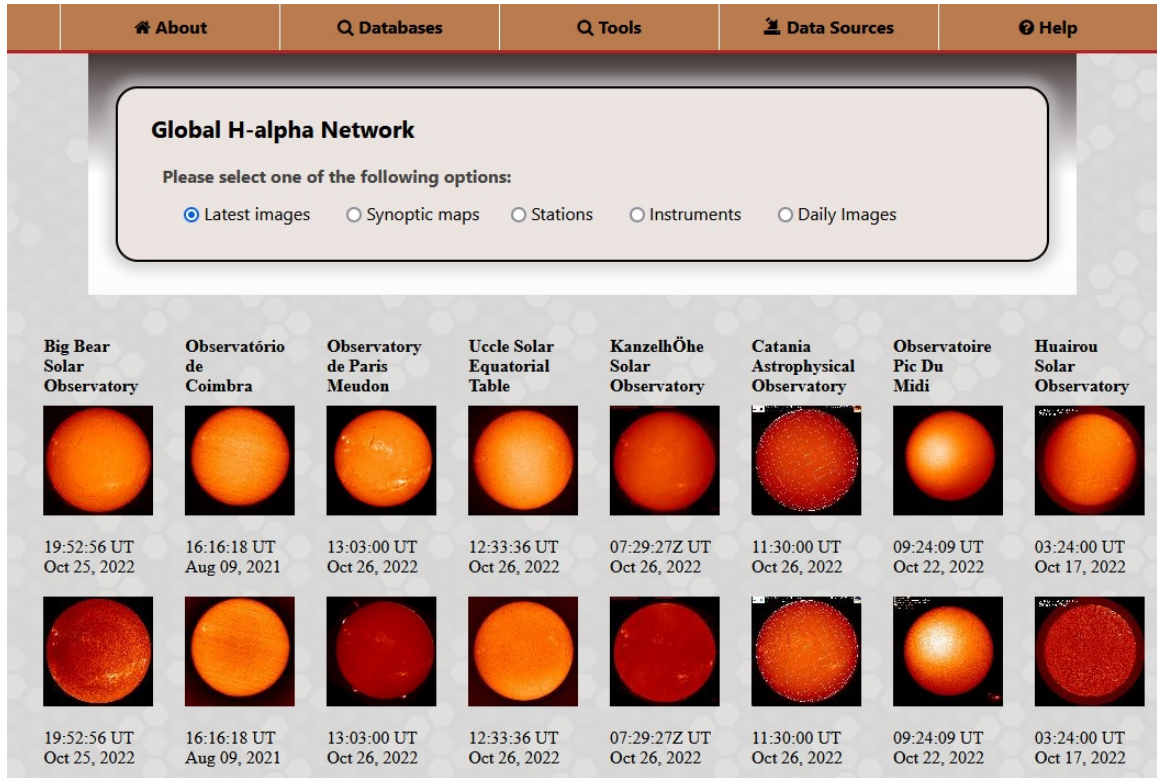 About Databases Tools Data Sources Help
Global H-alpha Network
Please select one of the following options:
Latest images Synoptic maps Stations Instruments Daily Images
Big Bear
Solar
Observatory
Observatório
de
Coimbra
Observatory
de Paris
Meudon
Uccle Solar
Equatorial
Table
KanzelhÖhe
Solar
Observatory
Catania
Astrophysical
Observatory
Observatoire
Pic Du
Midi
Huairou
Solar
Observatory
19:52:56 UT
Oct 25, 2022
16:16:18 UT
Aug 09, 2021
13:03:00 UT
Oct 26, 2022
12:33:36 UT
Oct 26, 2022
07:29:27Z UT
Oct 26, 2022
11:30:00 UT
Oct 26, 2022
09:24:09 UT
Oct 22, 2022
03:24:00 UT
Oct 17, 2022
19:52:56 UT
Oct 25, 2022
16:16:18 UT
Aug 09, 2021
13:03:00 UT
Oct 26, 2022
12:33:36 UT
Oct 26, 2022
07:29:27Z UT
Oct 26, 2022
11:30:00 UT
Oct 26, 2022
09:24:09 UT
Oct 22, 2022
03:24:00 UT
Oct 17, 2022